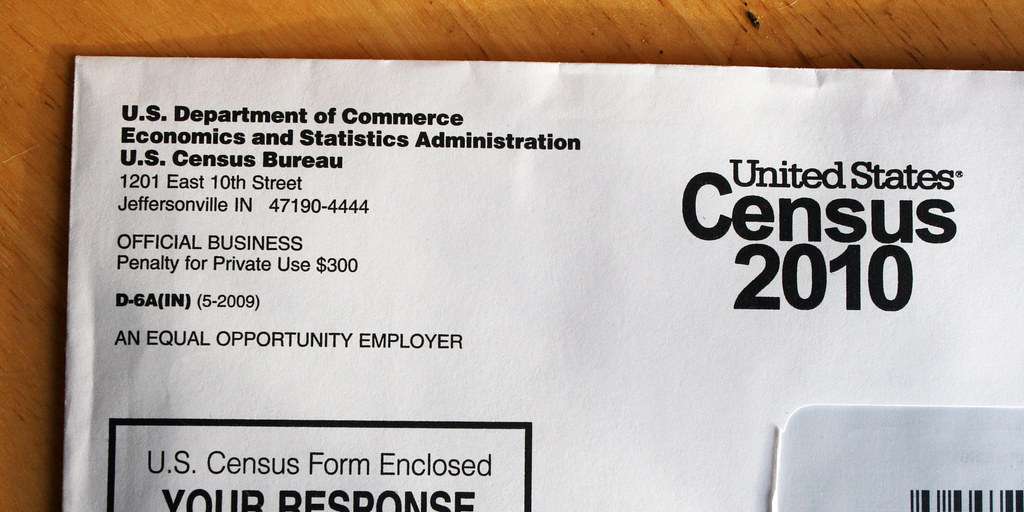 U.S. Department of Commerce
Economics and Statistics Administration
U.S. Census Bureau
1201 East 10th Street
Jeffersonville IN 47190-4444
OFFICIAL BUSINESS
Penalty for Private Use $300
D-6A(IN) (5-2009)
AN EQUAL OPPORTUNITY EMPLOYER
United States®
Census
2010
U.S. Census Form Enclosed
YOUR RESPONSE